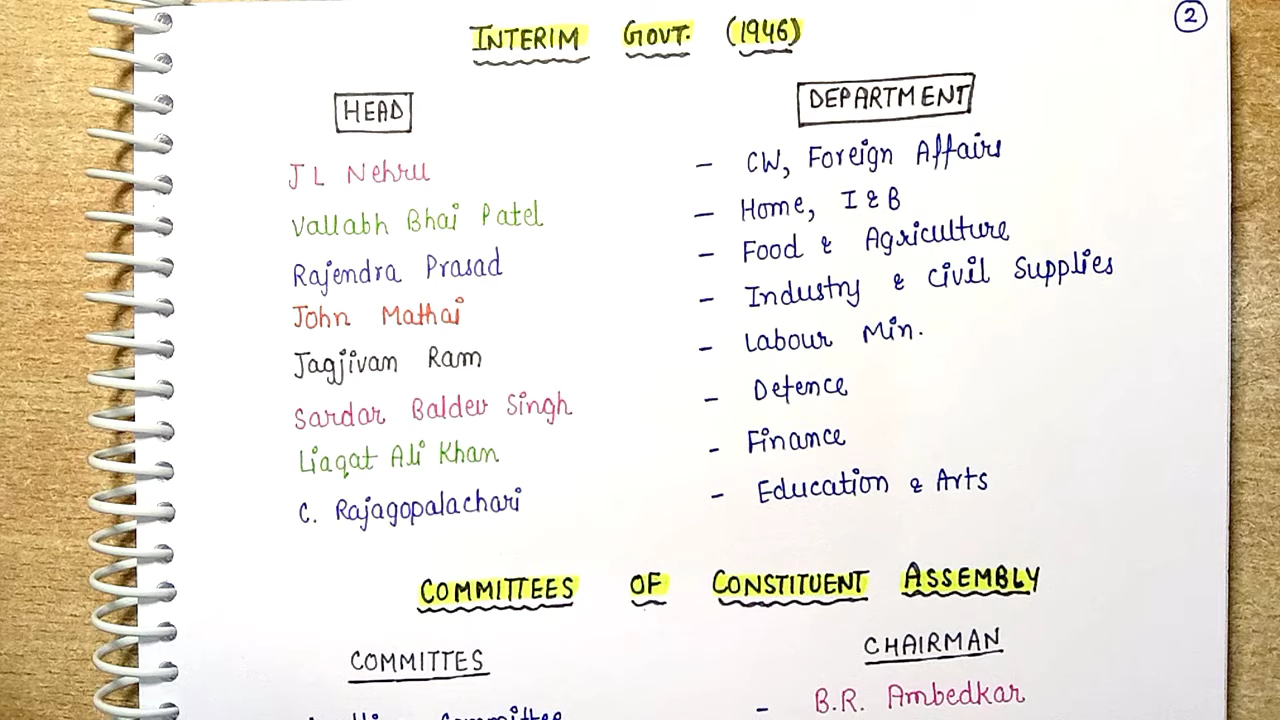 2
INTERIM GOVT. (1946)
HEAD DEPARTMENT
J L Nehru - CW, Foreign Affairs
Vallabh Bhai Patel - Home, I & B
Rajendra Prasad - Food & Agriculture
John Mathai - Industry & Civil Supplies
Jagjivan Ram - Labour Min.
Sardar Baldev Singh - Defence
Liaqat Ali Khan - Finance
C. Rajagopalachari - Education & Arts
COMMITTEES OF CONSTITUENT ASSEMBLY
COMMITTES CHAIRMAN
Committee - B.R. Ambedkar